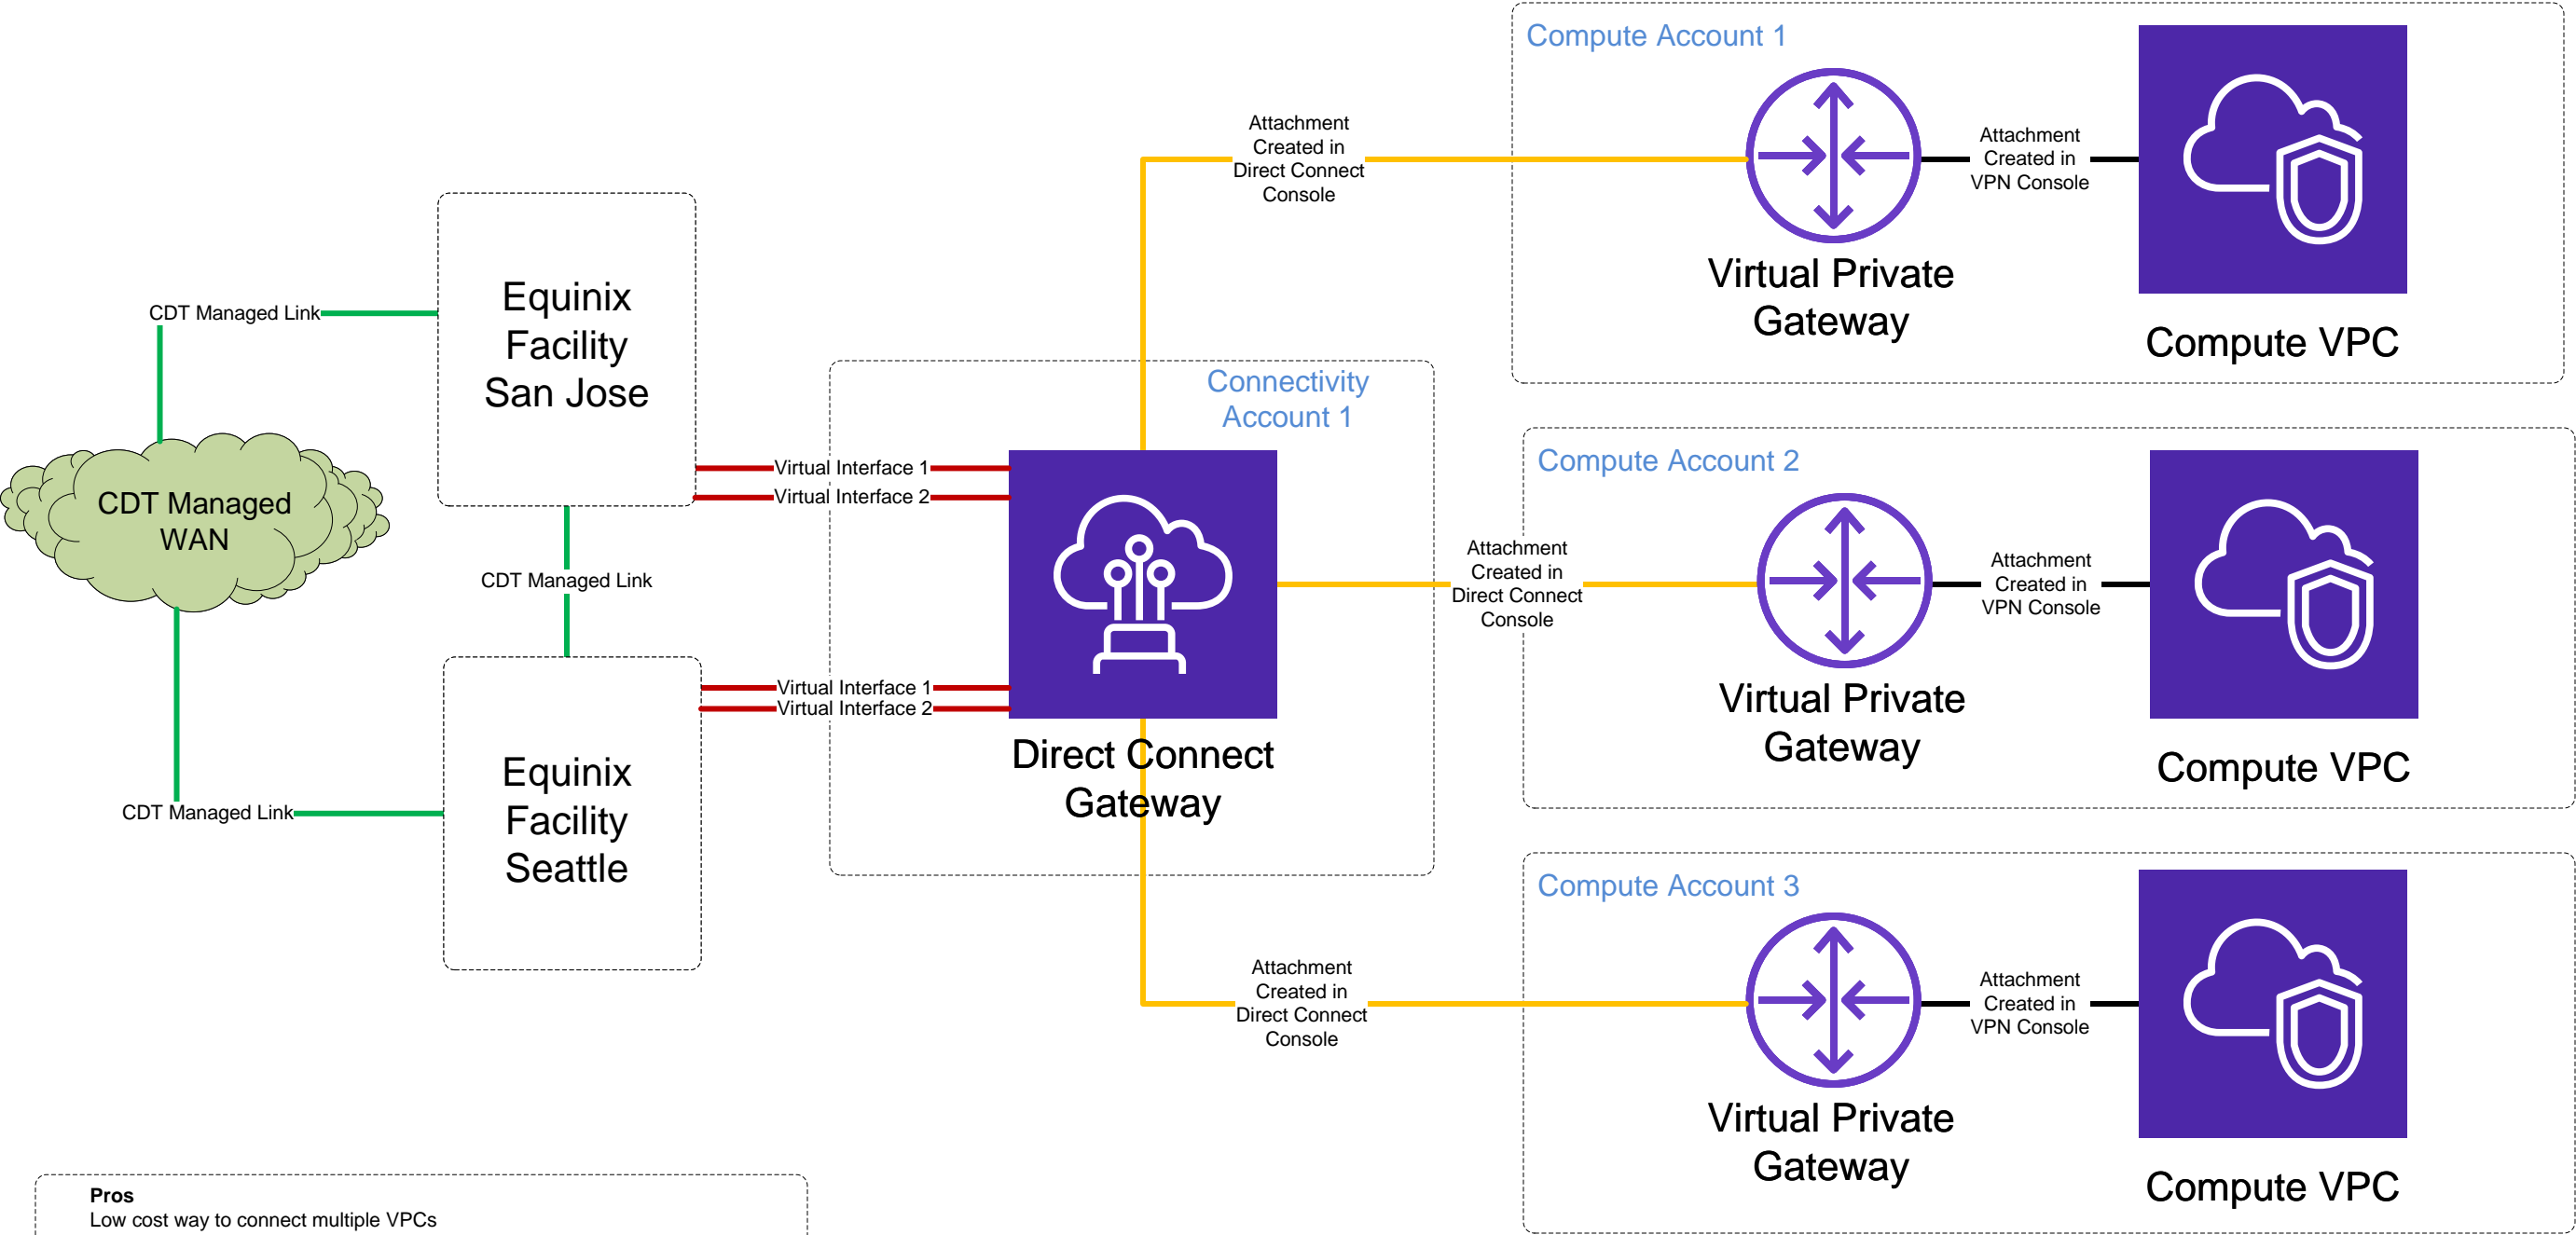 Compute Account 1
Attachment
Created in
Direct Connect
Console
Attachment
Created in
VPN Console
Virtual Private
Gateway
Compute VPC
Equinix
Facility
San Jose
CDT Managed Link
Connectivity
Account 1
CDT Managed
WAN
Virtual Interface 1
Virtual Interface 2
Compute Account 2
Attachment
Created in
Direct Connect
Console
Attachment
Created in
VPN Console
CDT Managed Link
Virtual Interface 1
Virtual Interface 2
Virtual Private
Gateway
Compute VPC
Direct Connect
Gateway
Equinix
Facility
Seattle
CDT Managed Link
Compute Account 3
Attachment
Created in
Direct Connect
Console
Attachment
Created in
VPN Console
Virtual Private
Gateway
Compute VPC
Pros
Low cost way to connect multiple VPCs